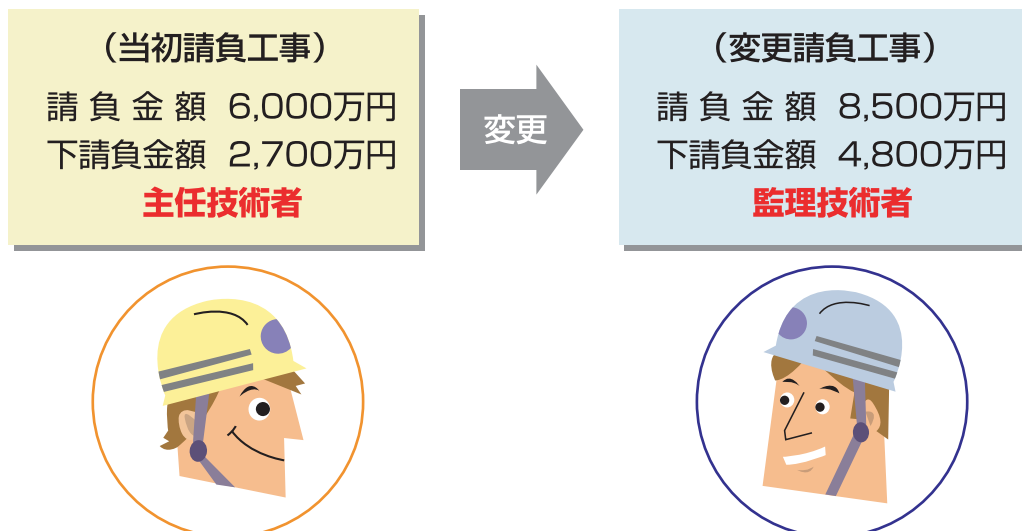 （当初請負工事）
請負金額 6,000万円
下請負金額 2,700万円
主任技術者
変更
（変更請負工事）
請負金額 8,500万円
下請負金額 4,800万円
監理技術者